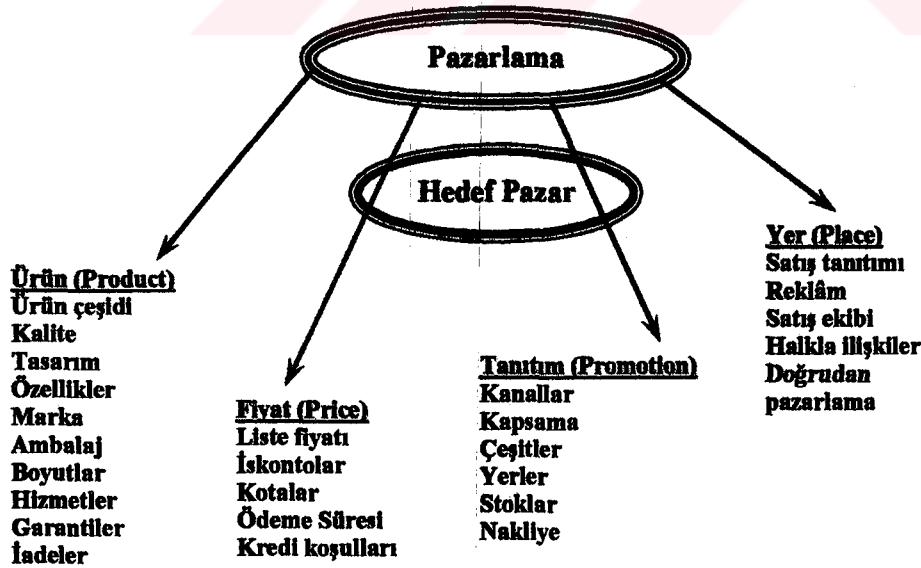 Pazarlama
Hedef Pazar
Ürün (Product)
Ürün çeşidi
Kalite
Tasarım
Özellikler
Marka
Ambalaj
Boyutlar
Hizmetler
Garantiler
İadeler
Fiyat (Price)
Liste fiyatı
İskontolar
Kotalar
Ödeme Süresi
Kredi koşulları
Tanıtım (Promotion)
Kanallar
Kapsama
Çeşitler
Yerler
Stoklar
Nakliye
Yer (Place)
Satış tanıtımı
Reklâm
Satış ekibi
Halkla ilişkiler
Doğrudan
pazarlama